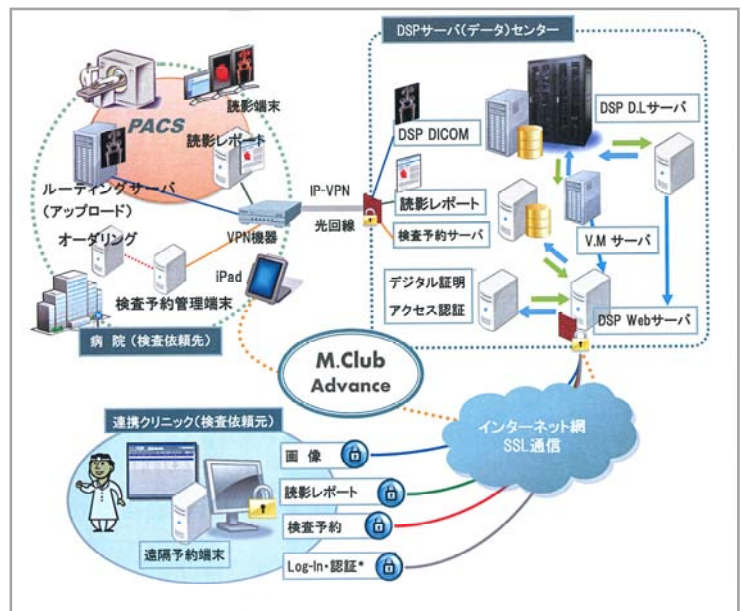 DSPサーバ(データ)センター
読影端末
PACS
読影レポート
ルーティングサーバ
(アップロード)
オーダリング
VPN機器
検査予約管理端末
iPad
病 院 (検査依頼先)
IP-VPN
光回線
DSP DICOM
読影レポート
検査予約サーバ
DSP D.Lサーバ
V.M サーバ
デジタル証明
アクセス認証
DSP Webサーバ
M.Club
Advance
インターネット網
SSL通信
連携クリニック(検査依頼元)
遠隔予約端末
画 像
読影レポート
検査予約
Log-In・認証*